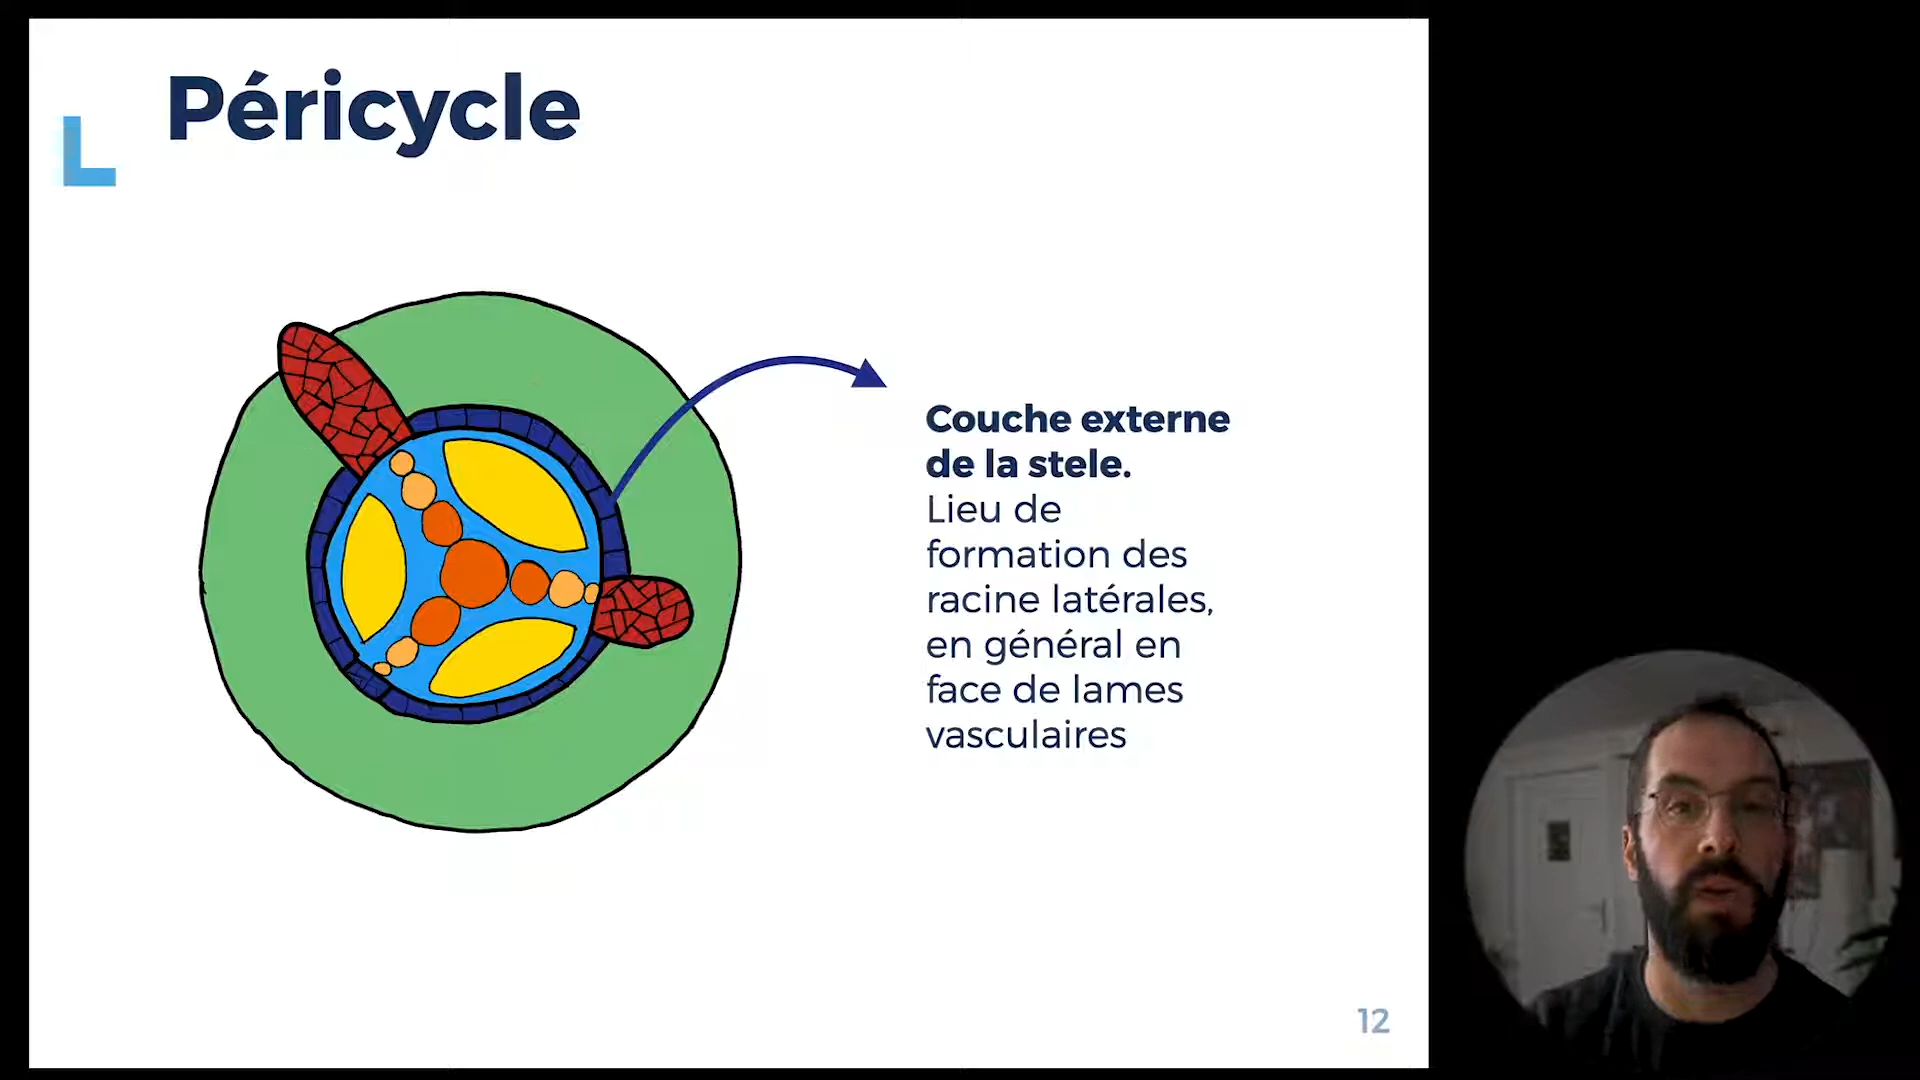 Péricycle
Couche externe
de la stele.
Lieu de
formation des
racine latérales,
en général en
face de lames
vasculaires
12